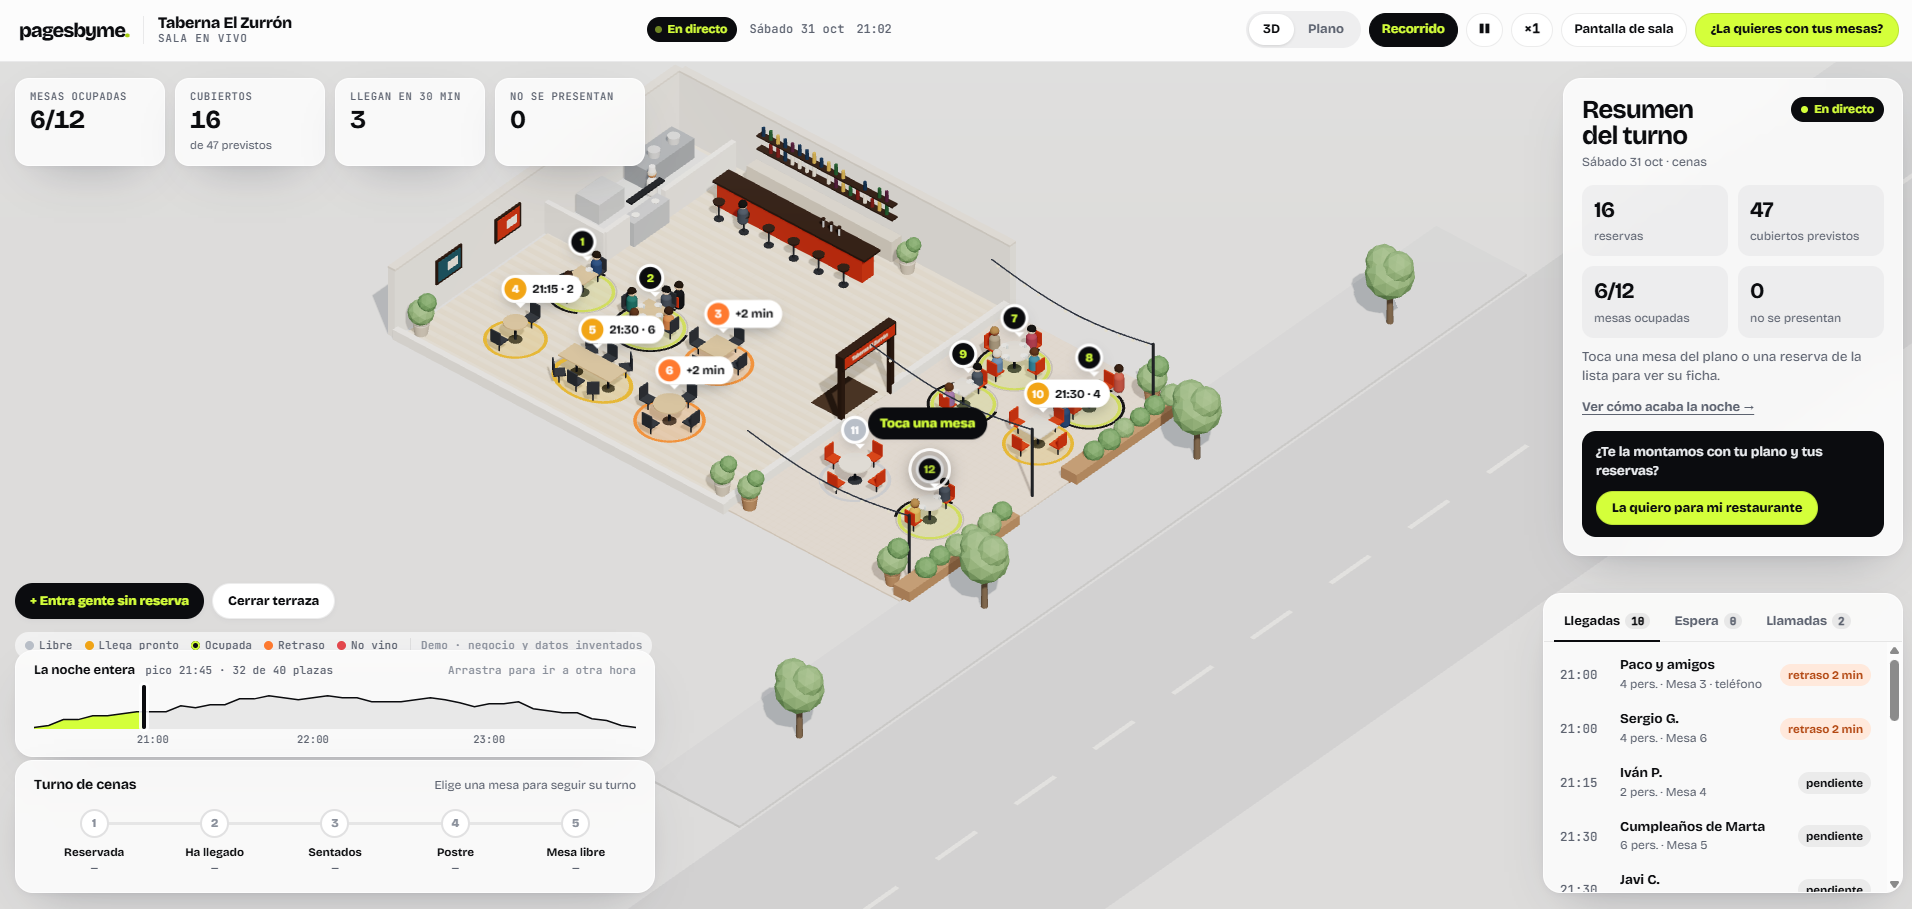 pagesbyme.
Taberna El Zurrón
SALA EN VIVO
En directo
Sábado 31 oct 21:02
3D
Plano
Recorrido
×1
Pantalla de sala
¿La quieres con tus mesas?
MESAS OCUPADAS
6/12
CUBIERTOS
16
de 47 previstos
LLEGAN EN 30 MIN
3
NO SE PRESENTAN
0
1
2
4 21:15 · 2
5 21:30 · 6
3 +2 min
6 +2 min
7
9
8
10 21:30 · 4
Toca una mesa
11
12
Resumen
del turno
En directo
Sábado 31 oct · cenas
16
reservas
47
cubiertos previstos
6/12
mesas ocupadas
0
no se presentan
Toca una mesa del plano o una reserva de la
lista para ver su ficha.
Ver cómo acaba la noche →
¿Te la montamos con tu plano y tus
reservas?
La quiero para mi restaurante
+ Entra gente sin reserva
Cerrar terraza
Libre
Llega pronto
Ocupada
Retraso
No vino
Demo · negocio y datos inventados
La noche entera
pico 21:45 · 32 de 40 plazas
Arrastra para ir a otra hora
21:00
22:00
23:00
Turno de cenas
Elige una mesa para seguir su turno
1
2
3
4
5
Reservada
Ha llegado
Sentados
Postre
Mesa libre
–
–
–
–
–
Llegadas 10
Espera 0
Llamadas 2
21:00
Paco y amigos
4 pers. · Mesa 3 · teléfono
retraso 2 min
21:00
Sergio G.
4 pers. · Mesa 6
retraso 2 min
21:15
Iván P.
2 pers. · Mesa 4
pendiente
21:30
Cumpleaños de Marta
6 pers. · Mesa 5
pendiente
21:30
Javi C.
pendiente